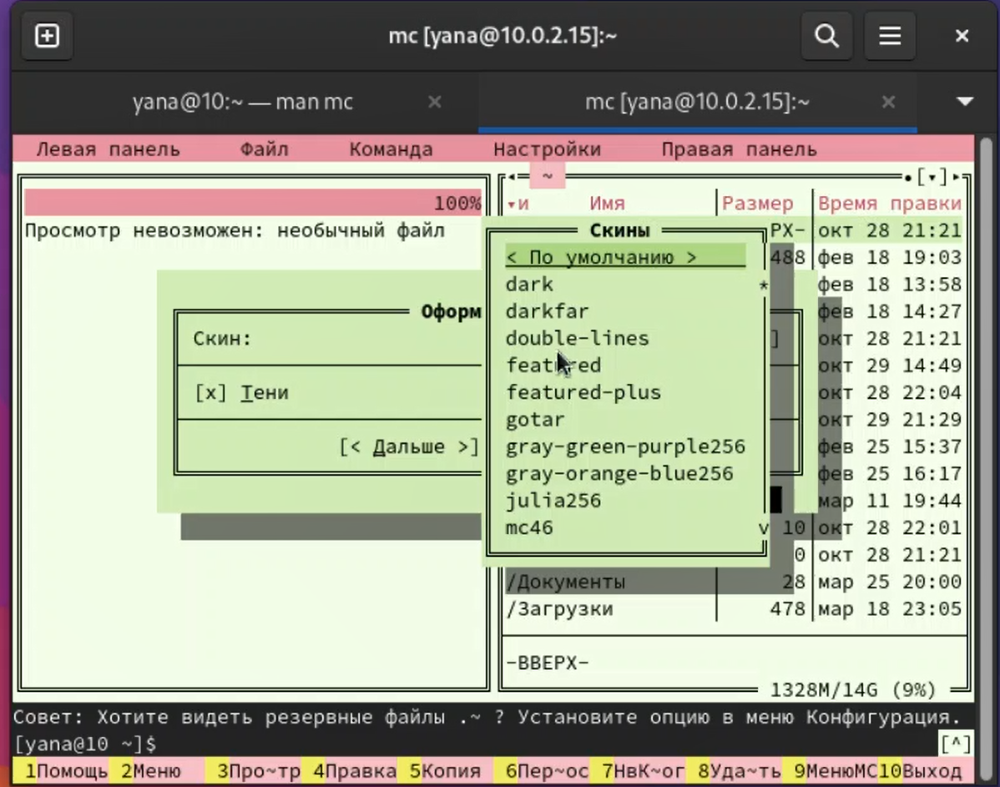 mc [yana@10.0.2.15]:~
yana@10:~ — man mc
mc [yana@10.0.2.15]:~
Левая панель Файл Команда Настройки Правая панель
~
100%
▾и Имя Размер Время правки
Просмотр невозможен: необычный файл
Скины
РХ- окт 28 21:21
< По умолчанию >
488 фев 18 19:03
dark
фев 18 13:58
Оформ
darkfar
фев 18 14:27
Скин:
double-lines
] окт 28 21:21
featured
окт 29 14:49
[x] Тени
featured-plus
окт 28 22:04
gotar
окт 29 21:29
[< Дальше >]
gray-green-purple256
фев 25 15:37
gray-orange-blue256
фев 25 16:17
julia256
мар 11 19:44
mc46
v 10 окт 28 22:01
0 окт 28 21:21
/Документы 28 мар 25 20:00
/Загрузки 478 мар 18 23:05
-ВВЕРХ-
1328M/14G (9%)
Совет: Хотите видеть резервные файлы .~ ? Установите опцию в меню Конфигурация.
[yana@10 ~]$ [^]
1Помощь 2Меню 3Про~тр 4Правка 5Копия 6Пер~ос 7НвК~ог 8Уда~ть 9МенюМС 10Выход